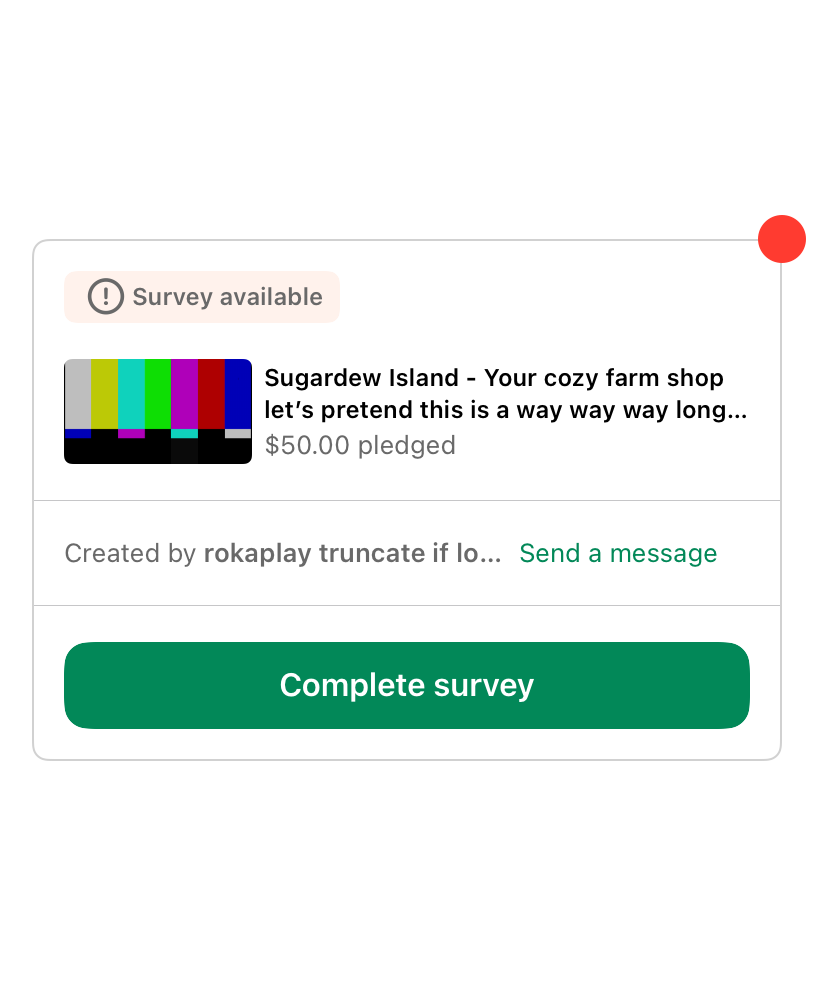 Survey available
Sugardew Island - Your cozy farm shop
let’s pretend this is a way way way long...
$50.00 pledged
Created by rokaplay truncate if lo... Send a message
Complete survey